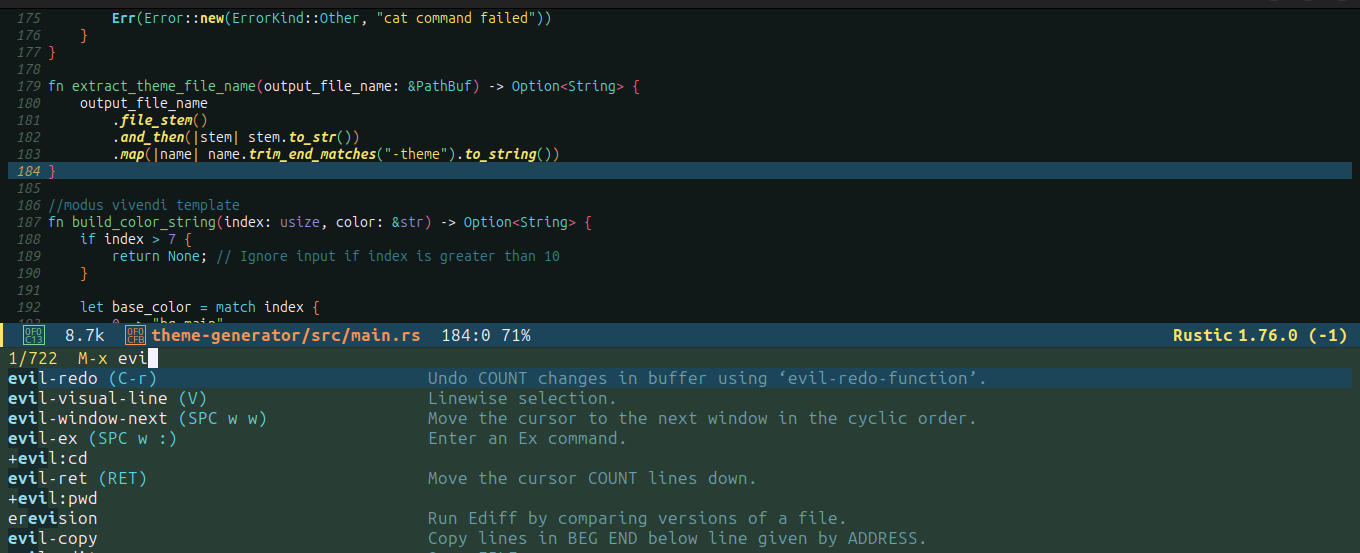 175         Err(Error::new(ErrorKind::Other, "cat command failed"))
176     }
177 }
178
179 fn extract_theme_file_name(output_file_name: &PathBuf) -> Option<String> {
180     output_file_name
181         .file_stem()
182         .and_then(|stem| stem.to_str())
183         .map(|name| name.trim_end_matches("-theme").to_string())
184 }
185
186 //modus vivendi template
187 fn build_color_string(index: usize, color: &str) -> Option<String> {
188     if index > 7 {
189         return None; // Ignore input if index is greater than 10
190     }
191
192     let base_color = match index {
0F0 C13 8.7k 0F0 CFB theme-generator/src/main.rs 184:0 71% Rustic 1.76.0 (-1)
1/722 M-x evi
evil-redo (C-r) Undo COUNT changes in buffer using ‘evil-redo-function’.
evil-visual-line (V) Linewise selection.
evil-window-next (SPC w w) Move the cursor to the next window in the cyclic order.
evil-ex (SPC w :) Enter an Ex command.
+evil:cd
evil-ret (RET) Move the cursor COUNT lines down.
+evil:pwd
erevision Run Ediff by comparing versions of a file.
evil-copy Copy lines in BEG END below line given by ADDRESS.